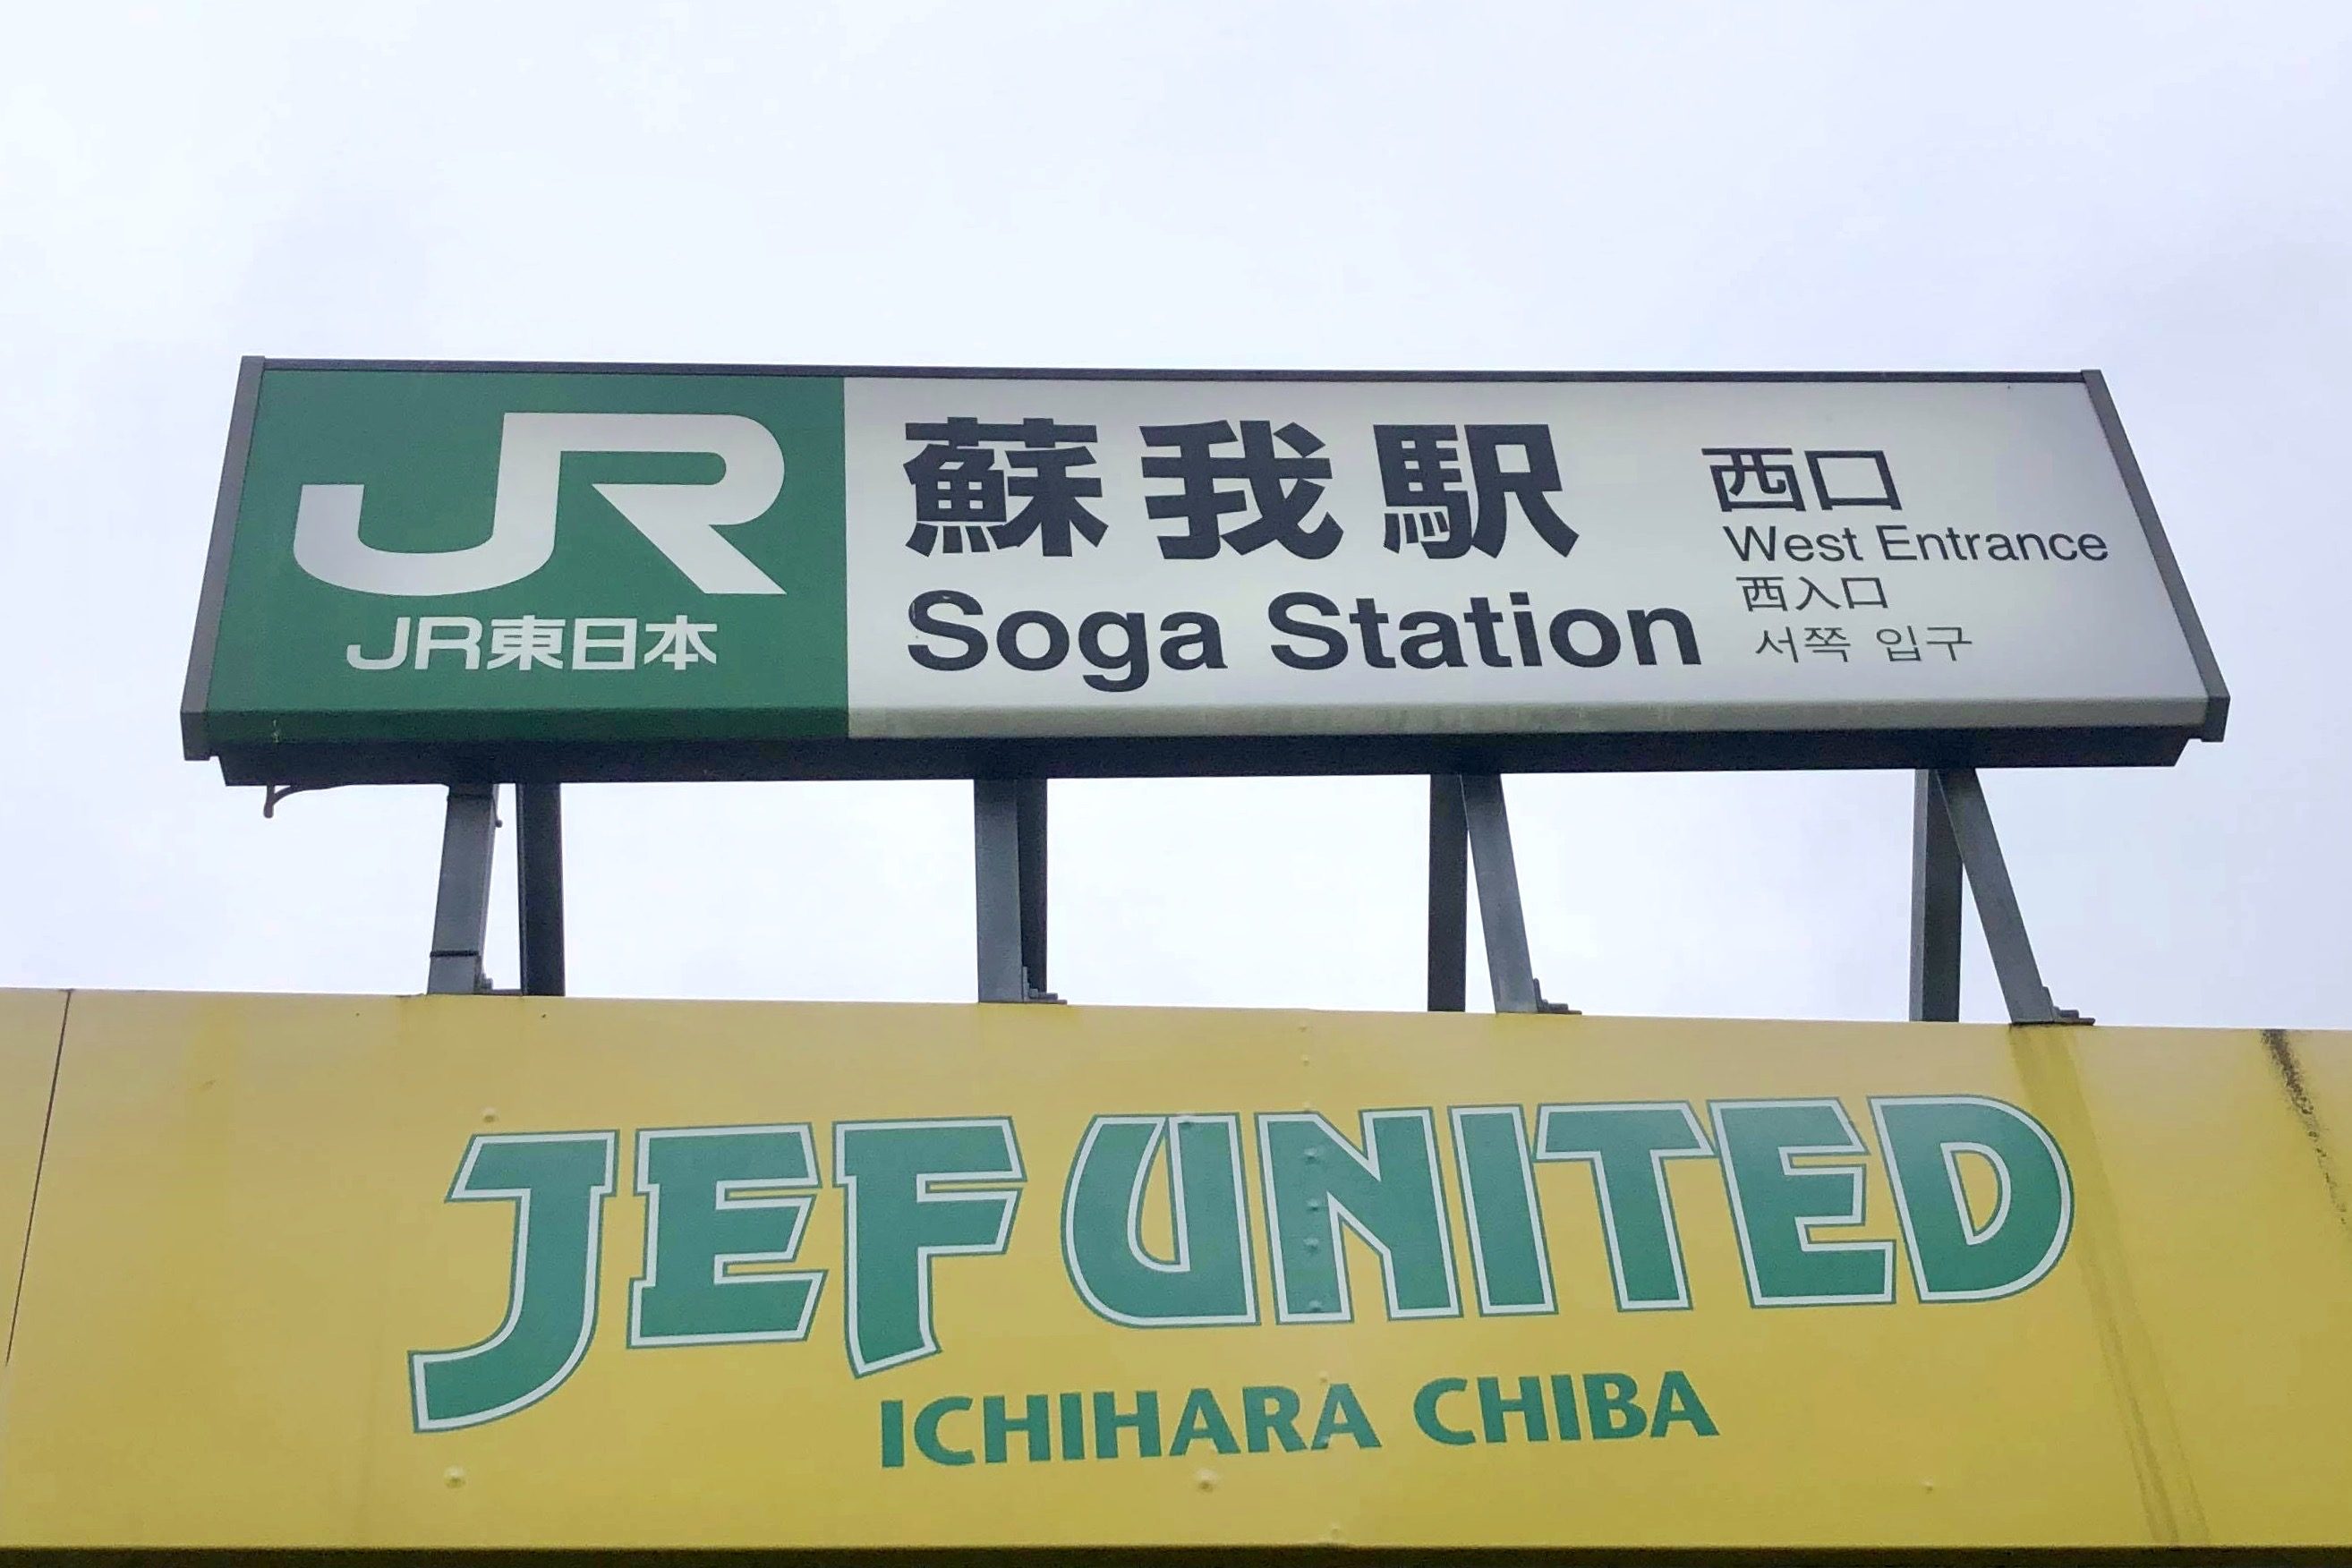 JR
JR東日本
蘇我駅
Soga Station
西口
West Entrance
西入口
서쪽 입구
JEF UNITED
ICHIHARA CHIBA